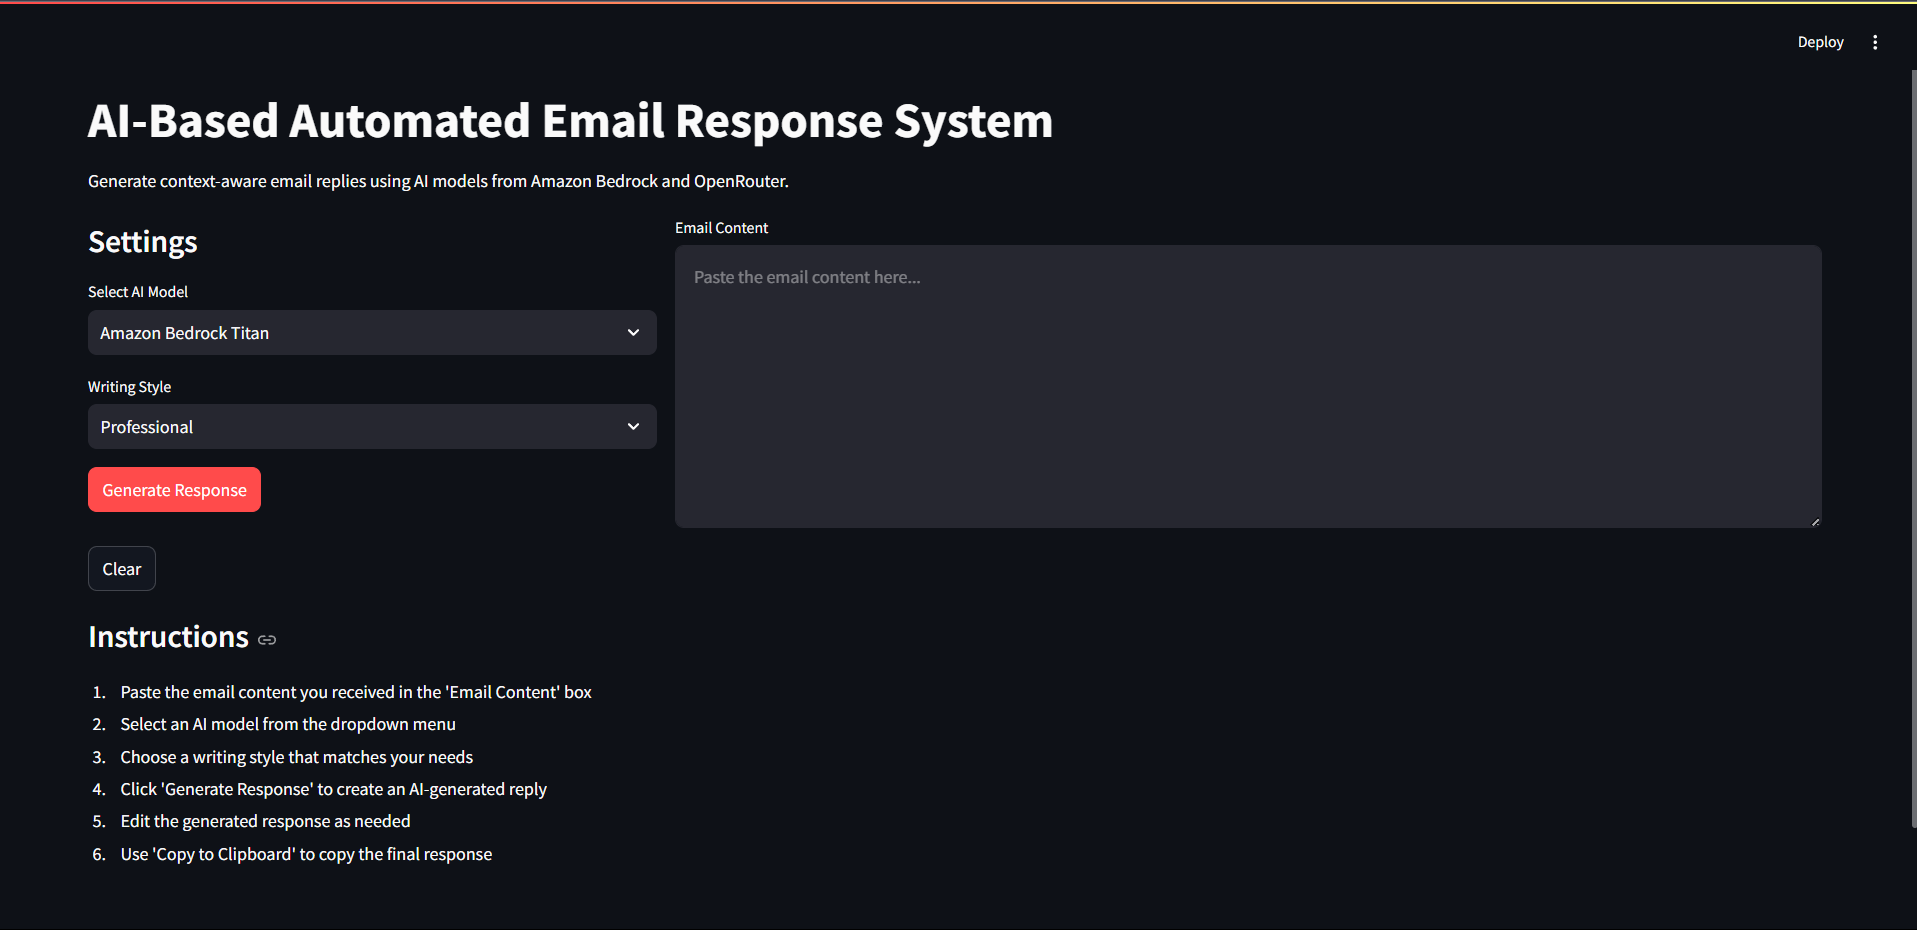 Deploy
AI-Based Automated Email Response System
Generate context-aware email replies using AI models from Amazon Bedrock and OpenRouter.
Settings
Select AI Model
Amazon Bedrock Titan
Writing Style
Professional
Generate Response
Clear
Email Content
Paste the email content here...
Instructions
1. Paste the email content you received in the 'Email Content' box
2. Select an AI model from the dropdown menu
3. Choose a writing style that matches your needs
4. Click 'Generate Response' to create an AI-generated reply
5. Edit the generated response as needed
6. Use 'Copy to Clipboard' to copy the final response